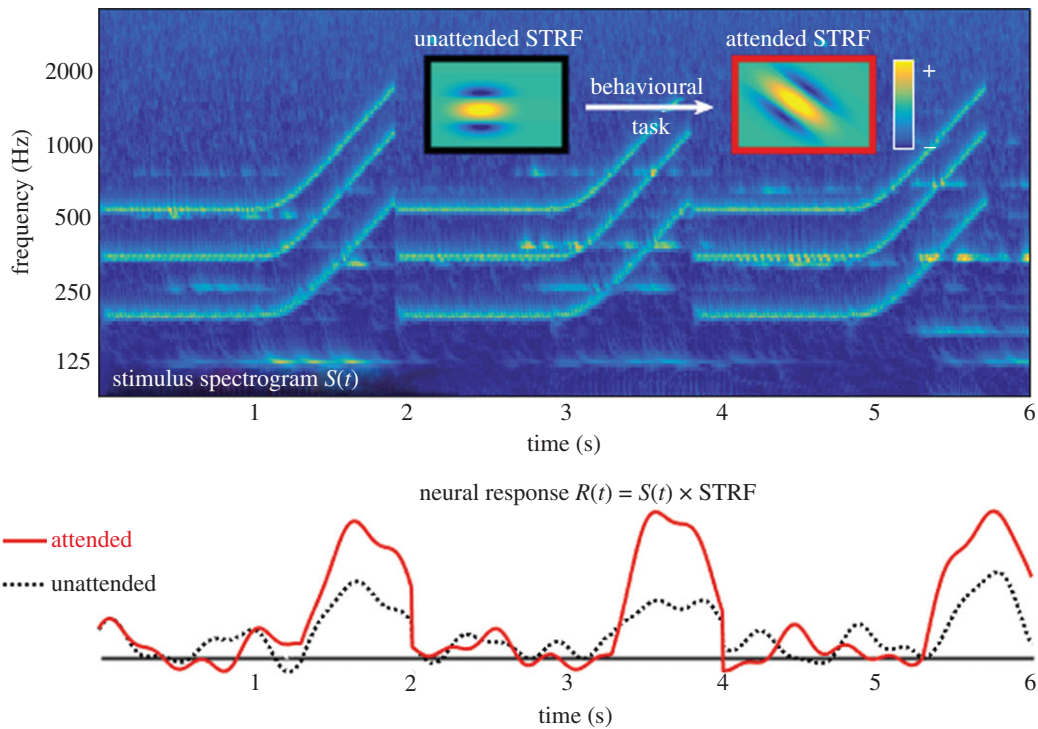 unattended STRF
attended STRF
behavioural
task
+
–
2000
1000
500
250
125
frequency (Hz)
stimulus spectrogram S(t)
1 2 3 4 5 6
time (s)
neural response R(t) = S(t) × STRF
attended
unattended
1 2 3 4 5 6
time (s)